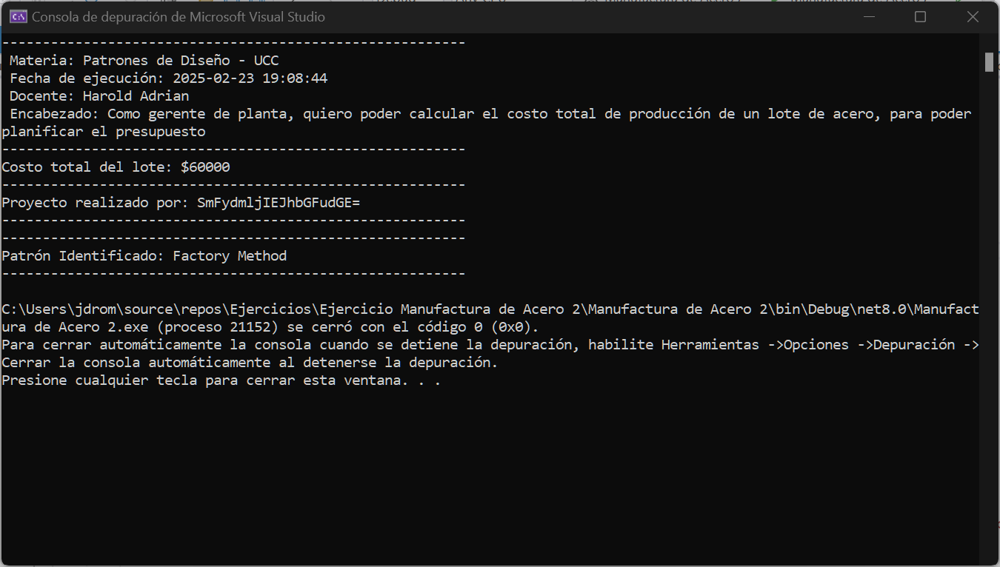 Consola de depuración de Microsoft Visual Studio
---------------------------------------------------------
Materia: Patrones de Diseño - UCC
Fecha de ejecución: 2025-02-23 19:08:44
Docente: Harold Adrian
Encabezado: Como gerente de planta, quiero poder calcular el costo total de producción de un lote de acero, para poder
planificar el presupuesto
---------------------------------------------------------
Costo total del lote: $60000
---------------------------------------------------------
Proyecto realizado por: SmFydmljIEJhbGFudGE=
---------------------------------------------------------
---------------------------------------------------------
Patrón Identificado: Factory Method
---------------------------------------------------------
C:\Users\jdrom\source\repos\Ejercicios\Ejercicio Manufactura de Acero 2\Manufactura de Acero 2\bin\Debug\net8.0\Manufact
ura de Acero 2.exe (proceso 21152) se cerró con el código 0 (0x0).
Para cerrar automáticamente la consola cuando se detiene la depuración, habilite Herramientas ->Opciones ->Depuración ->
Cerrar la consola automáticamente al detenerse la depuración.
Presione cualquier tecla para cerrar esta ventana. . .